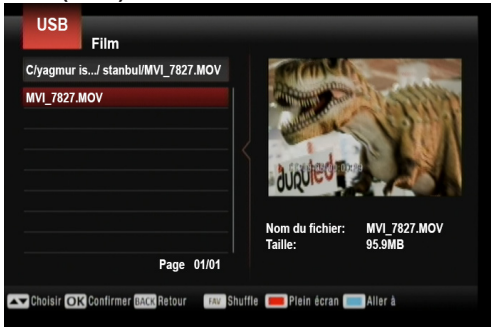 USB
Film
C/yagmur is.../ stanbul/MVI_7827.MOV
MVI_7827.MOV
Nom du fichier: MVI_7827.MOV
Taille: 95.9MB
Page 01/01
Choisir OK Confirmer BACK Retour FAV Shuffle Plein écran Aller à